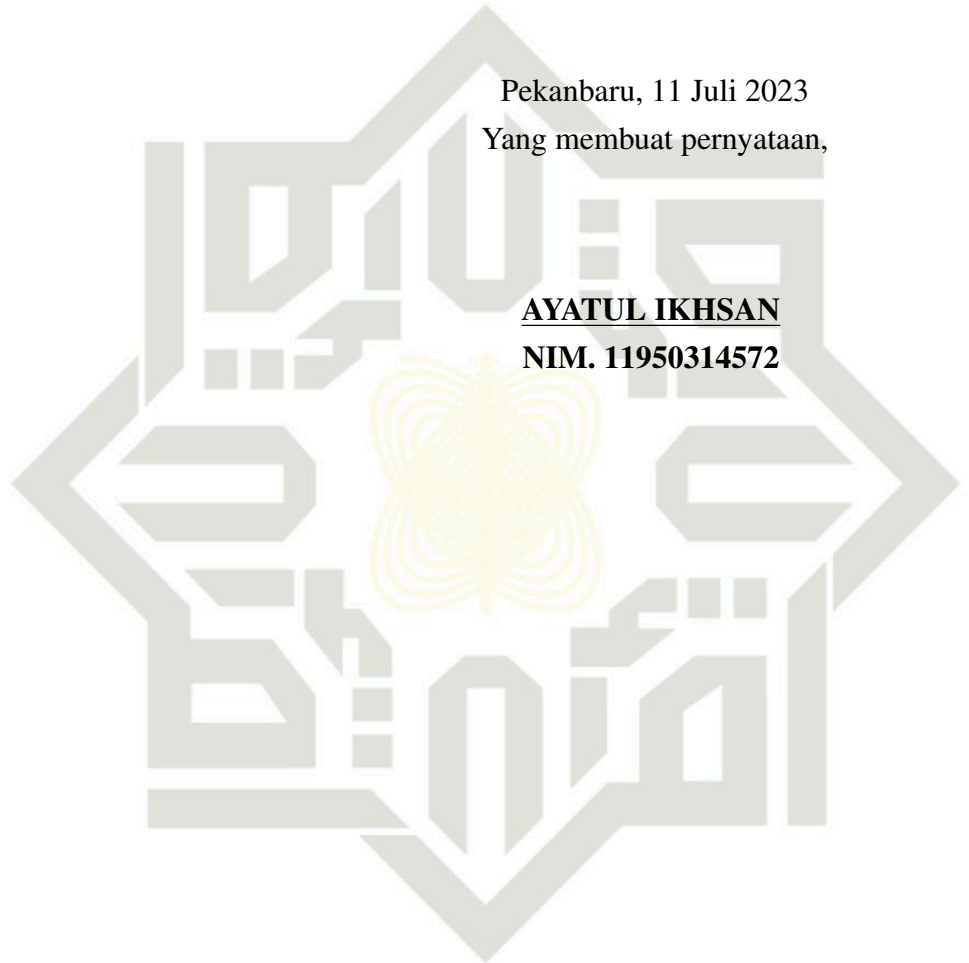 Pekanbaru, 11 Juli 2023
Yang membuat pernyataan,
AYATUL IKHSAN
NIM. 11950314572